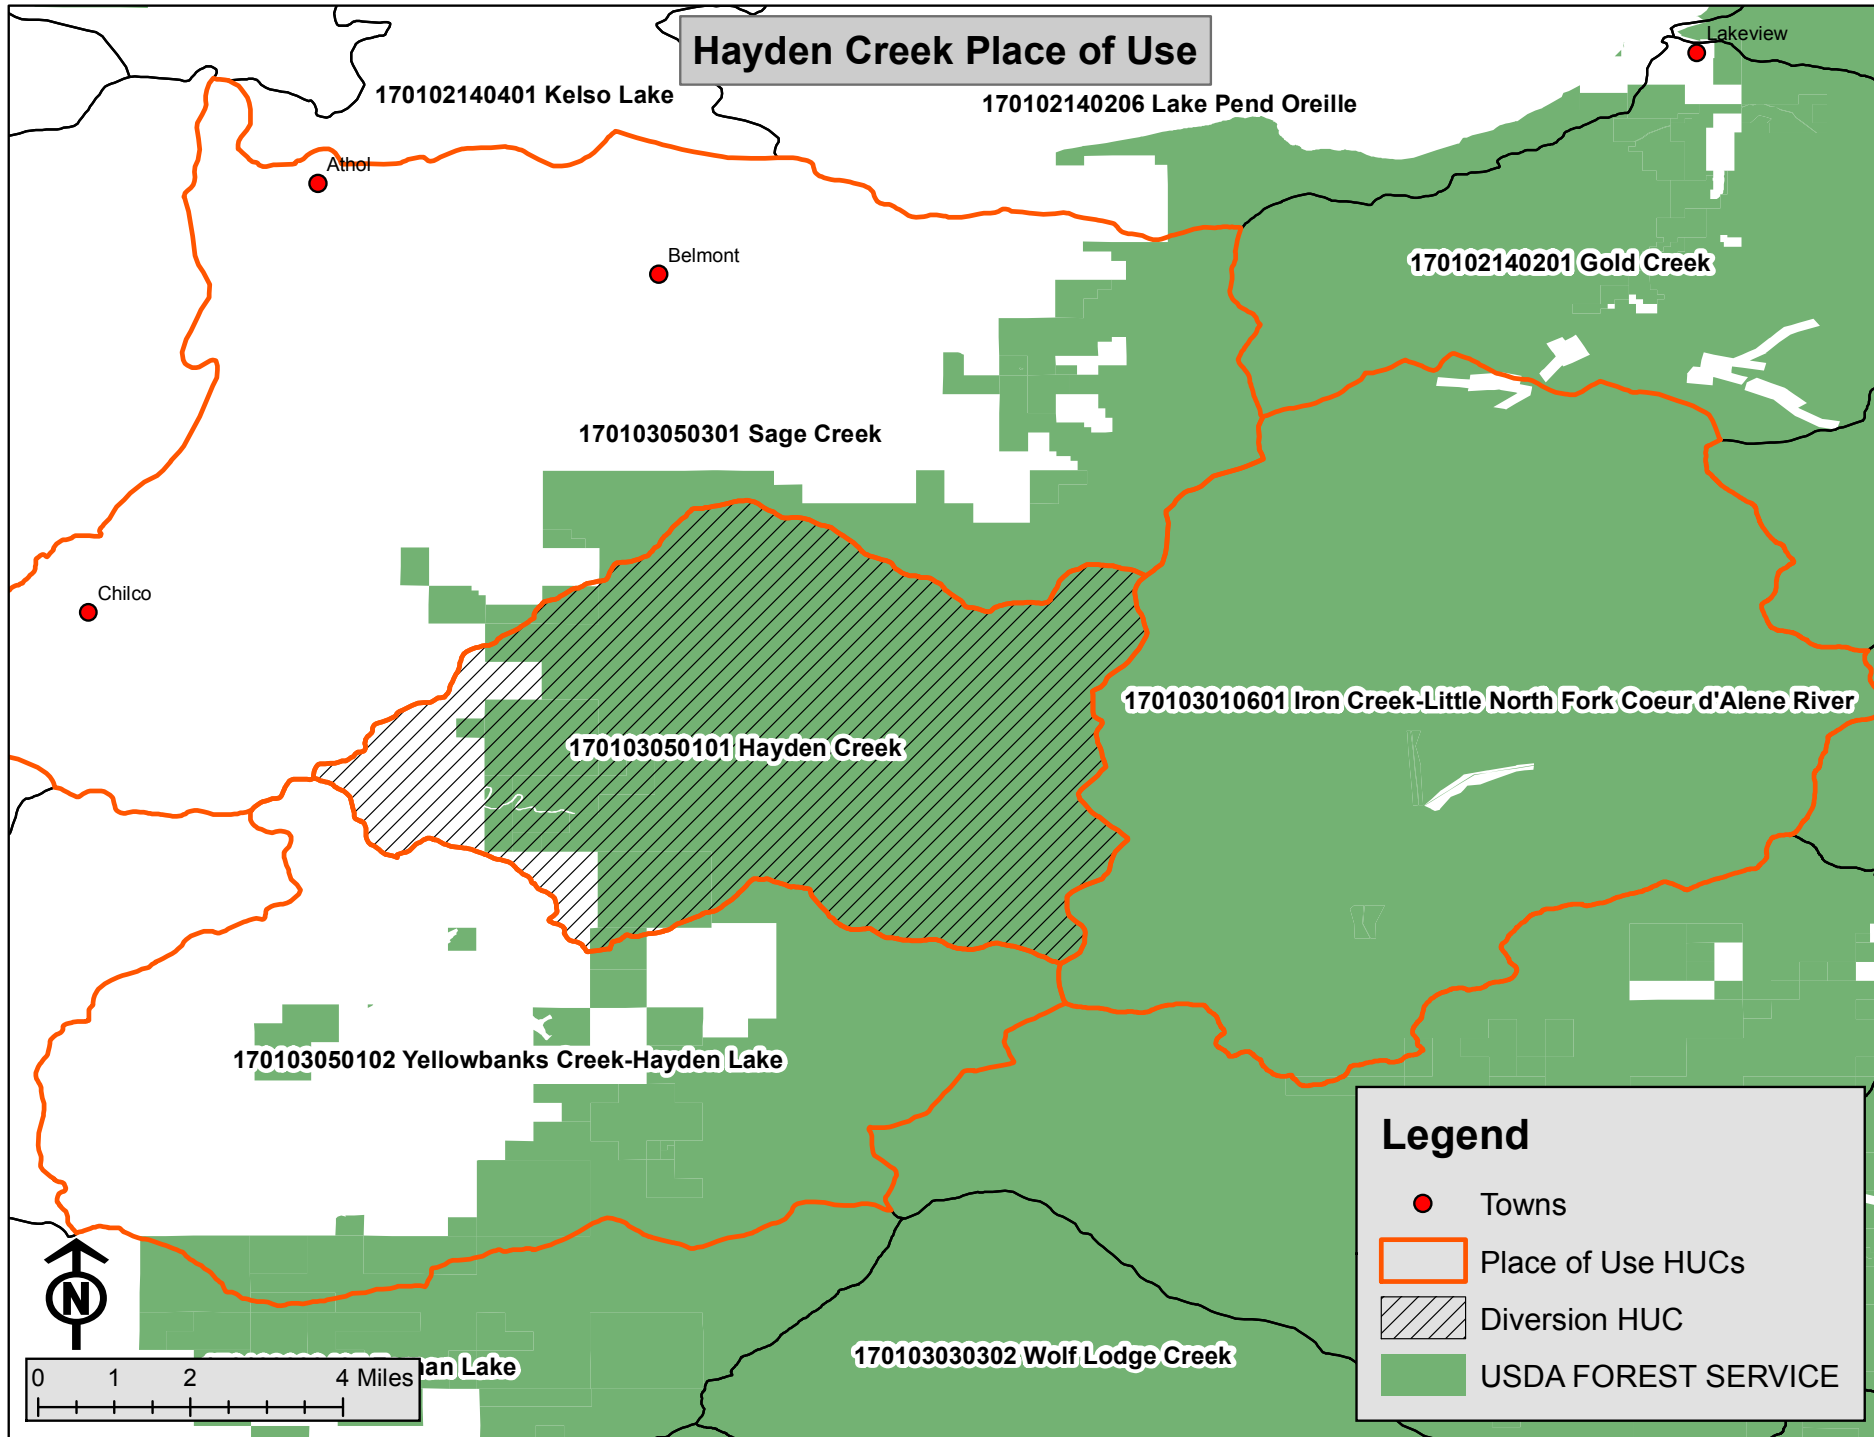 Hayden Creek Place of Use
Lakeview
170102140401 Kelso Lake
170102140206 Lake Pend Oreille
Athol
Belmont
170102140201 Gold Creek
170103050301 Sage Creek
Chilco
170103010601 Iron Creek-Little North Fork Coeur d'Alene River
170103050101 Hayden Creek
170103050102 Yellowbanks Creek-Hayden Lake
170103030302 Wolf Lodge Creek
Lake
N
0 1 2 4 Miles
Legend
Towns
Place of Use HUCs
Diversion HUC
USDA FOREST SERVICE